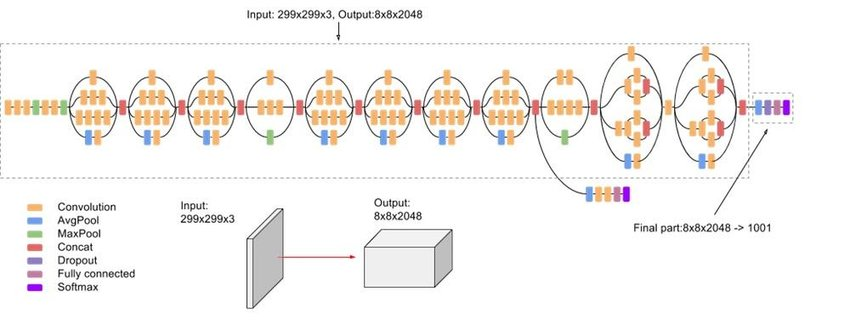 Input: 299x299x3, Output:8x8x2048
Convolution
AvgPool
MaxPool
Concat
Dropout
Fully connected
Softmax
Input:
299x299x3
Output:
8x8x2048
Final part:8x8x2048 -> 1001